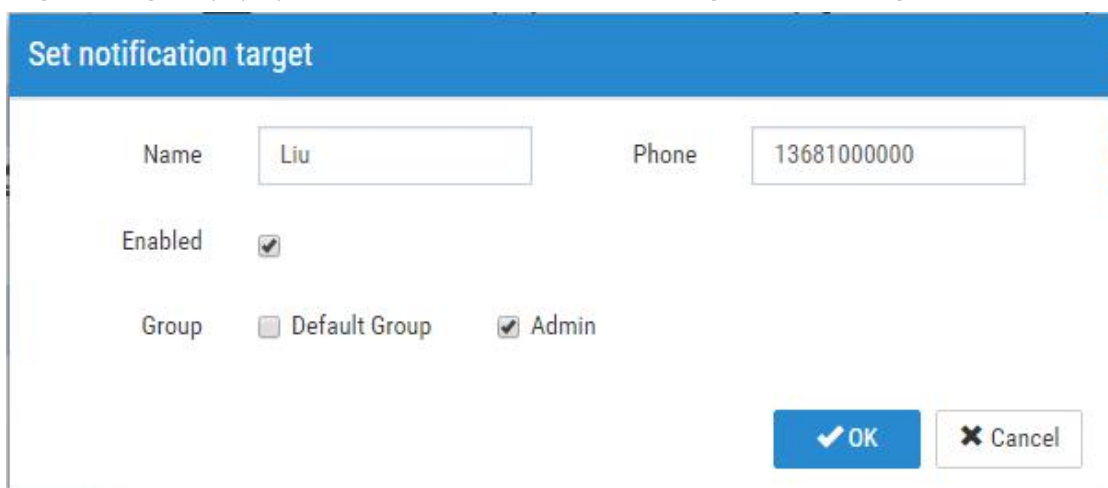 Set notification target
Name Liu Phone 13681000000
Enabled
Group Default Group Admin
OK Cancel